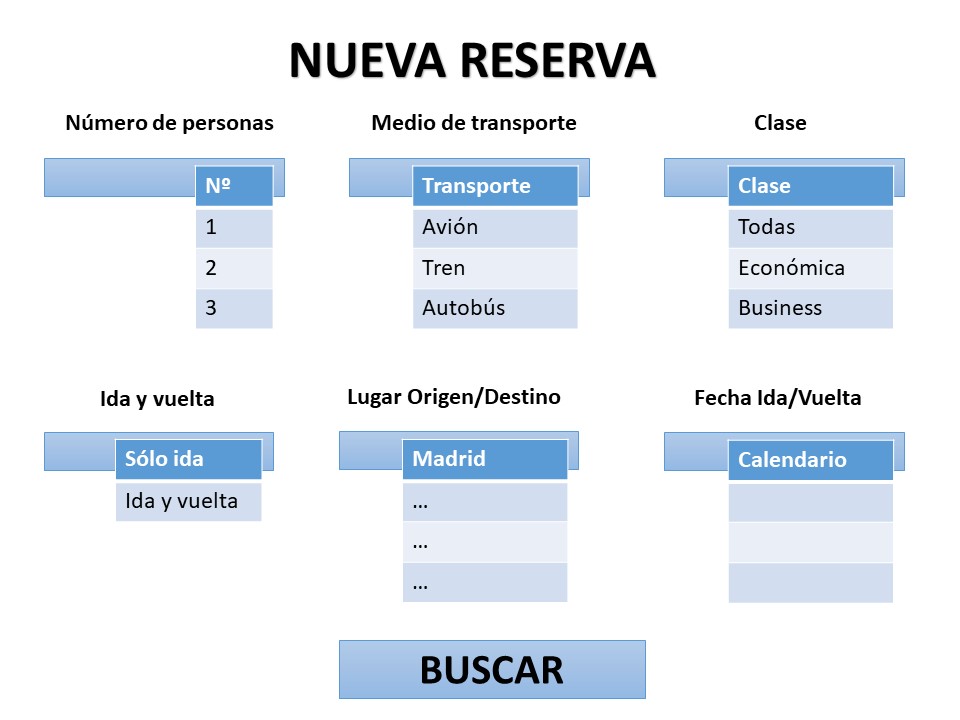 NUEVA RESERVA
Número de personas
Medio de transporte
Clase
Nº
1
2
3
Transporte
Avión
Tren
Autobús
Clase
Todas
Económica
Business
Ida y vuelta
Lugar Origen/Destino
Fecha Ida/Vuelta
Sólo ida
Ida y vuelta
Madrid
...
...
...
Calendario
BUSCAR